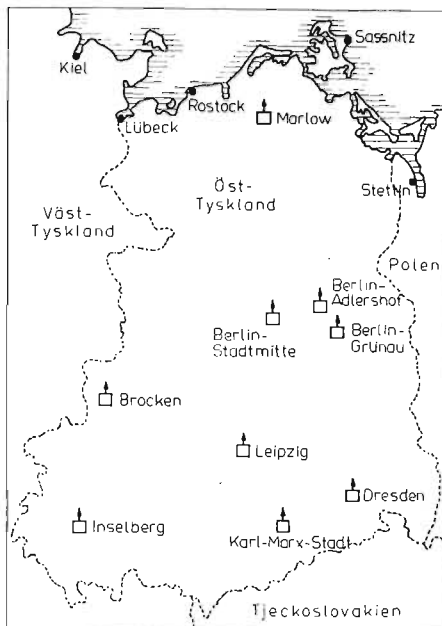 Sassnitz
Kiel
Rostock
Lübeck
Marlow
Öst-
Tyskland
Stettin
Väst-
Tyskland
Polen
Berlin-
Adlershof
Berlin-
Stadtmitte
Berlin-
Grünau
Brocken
Leipzig
Dresden
Inselberg
Karl-Marx-Stadt
Tjeckoslovakien